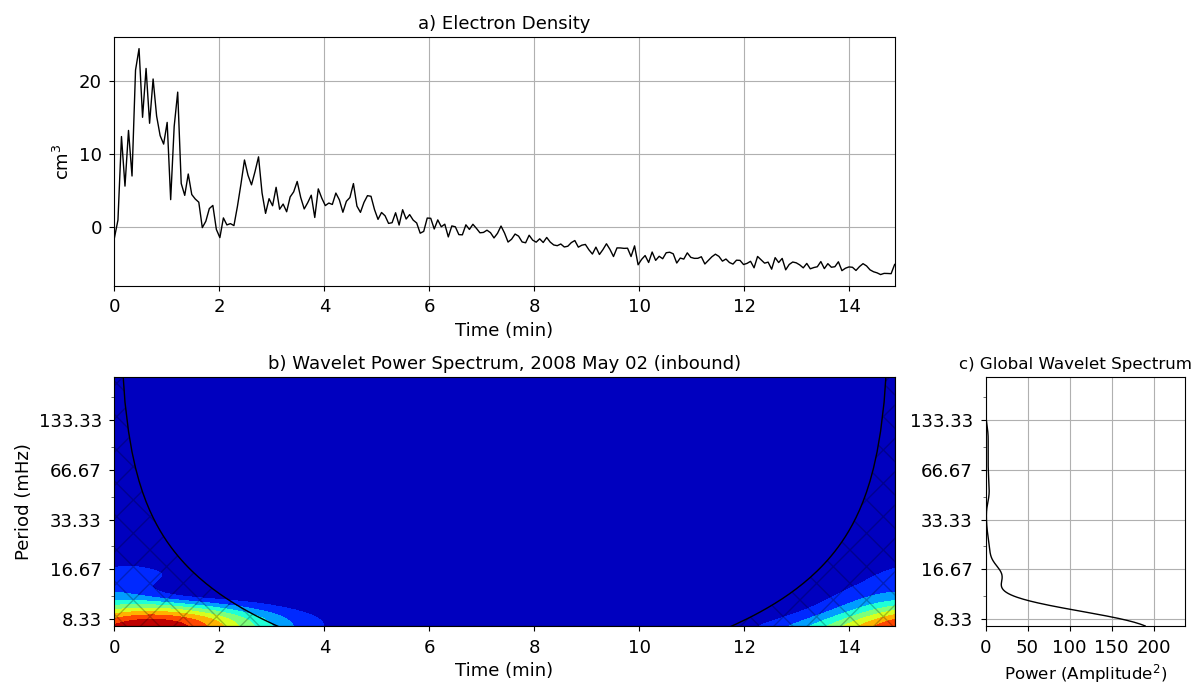 a) Electron Density
20
10
0
cm³
0 2 4 6 8 10 12 14
Time (min)
b) Wavelet Power Spectrum, 2008 May 02 (inbound)
133.33
66.67
33.33
16.67
8.33
Period (mHz)
0 2 4 6 8 10 12 14
Time (min)
c) Global Wavelet Spectrum
133.33
66.67
33.33
16.67
8.33
0 50 100 150 200
Power (Amplitude²)